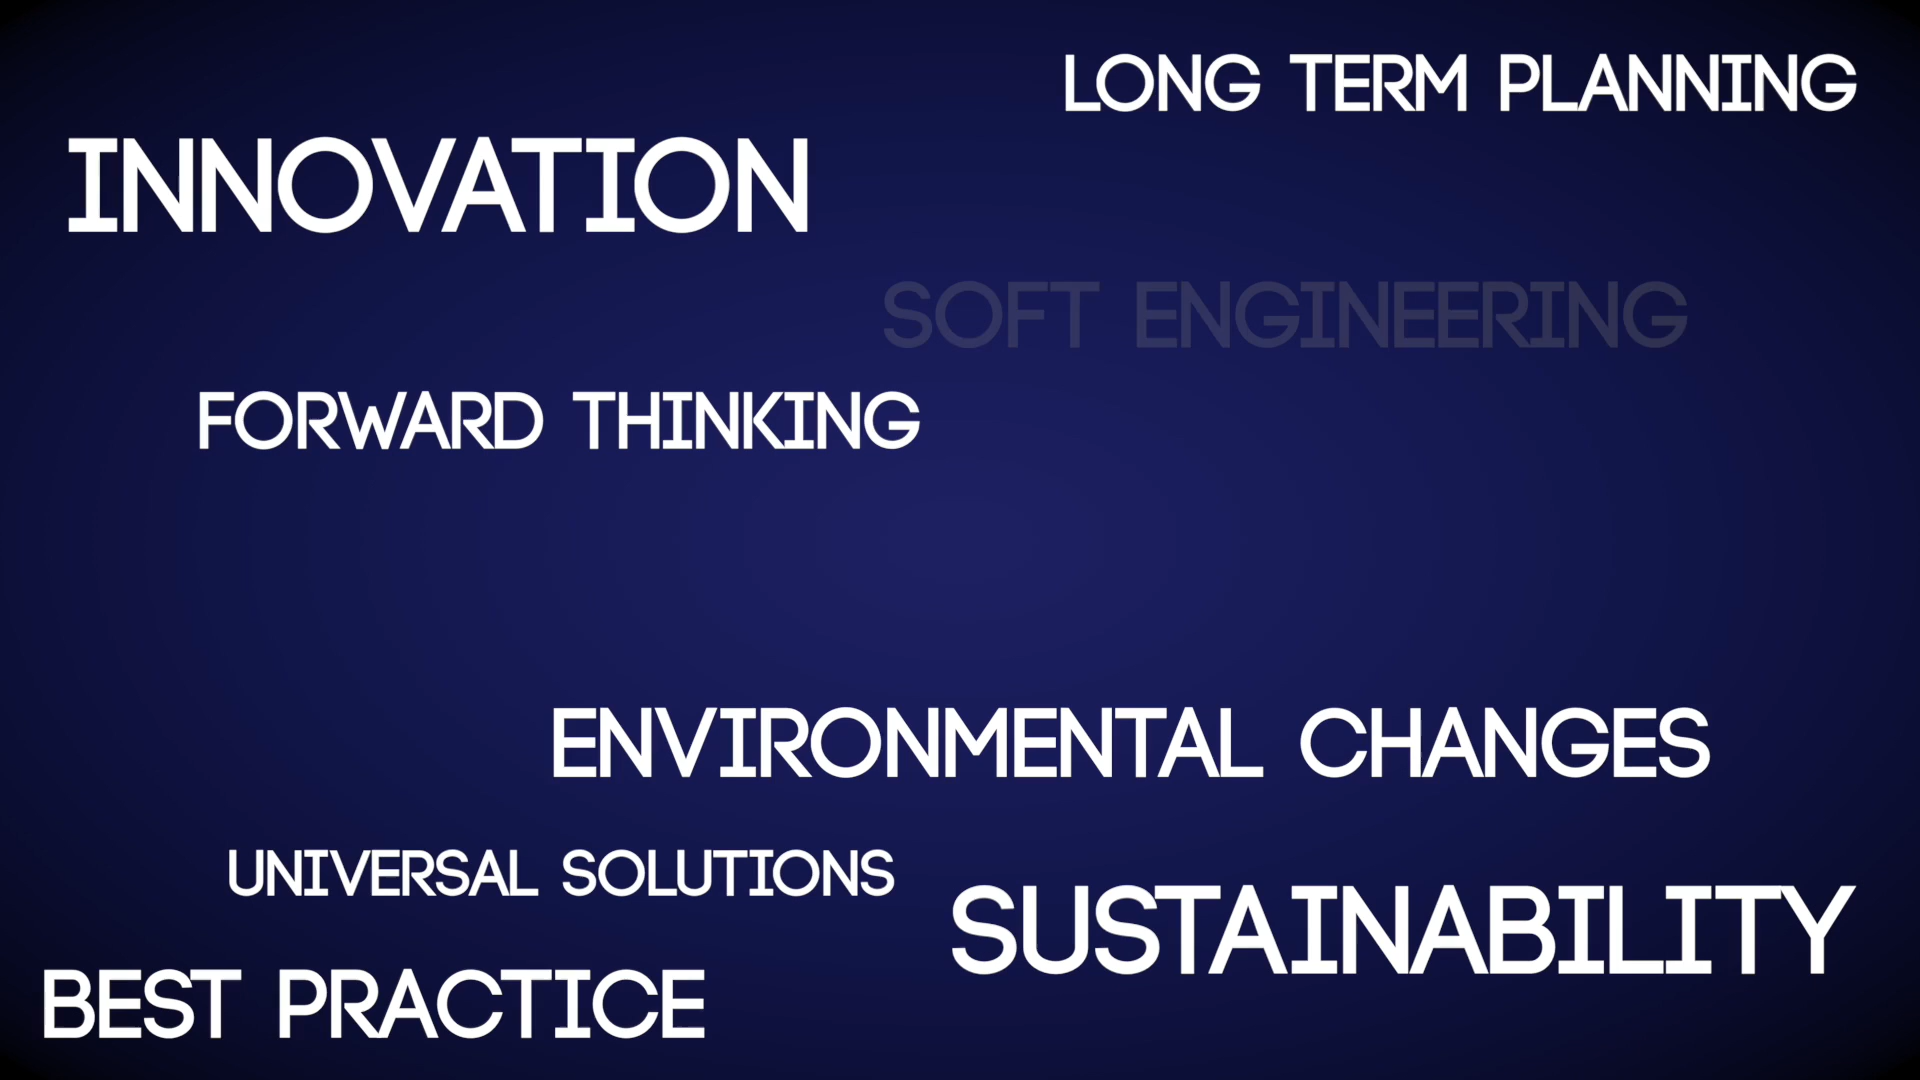 LONG TERM PLANNING
INNOVATION
SOFT ENGINEERING
FORWARD THINKING
ENVIRONMENTAL CHANGES
UNIVERSAL SOLUTIONS
SUSTAINABILITY
BEST PRACTICE